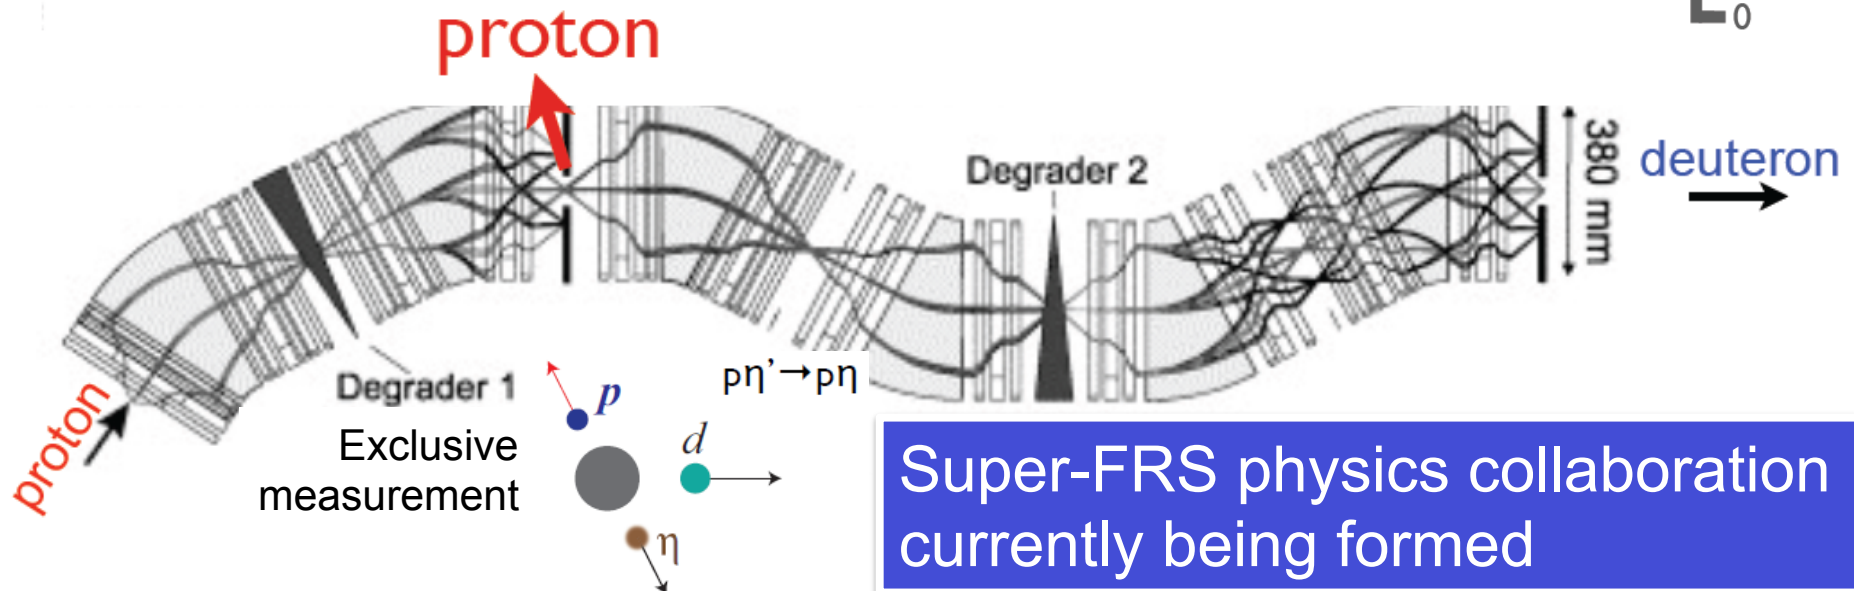 proton
0
Degrader 2
380 mm
deuteron
proton
Degrader 1
pη'→pη
p
Exclusive
measurement
d
η
Super-FRS physics collaboration
currently being formed